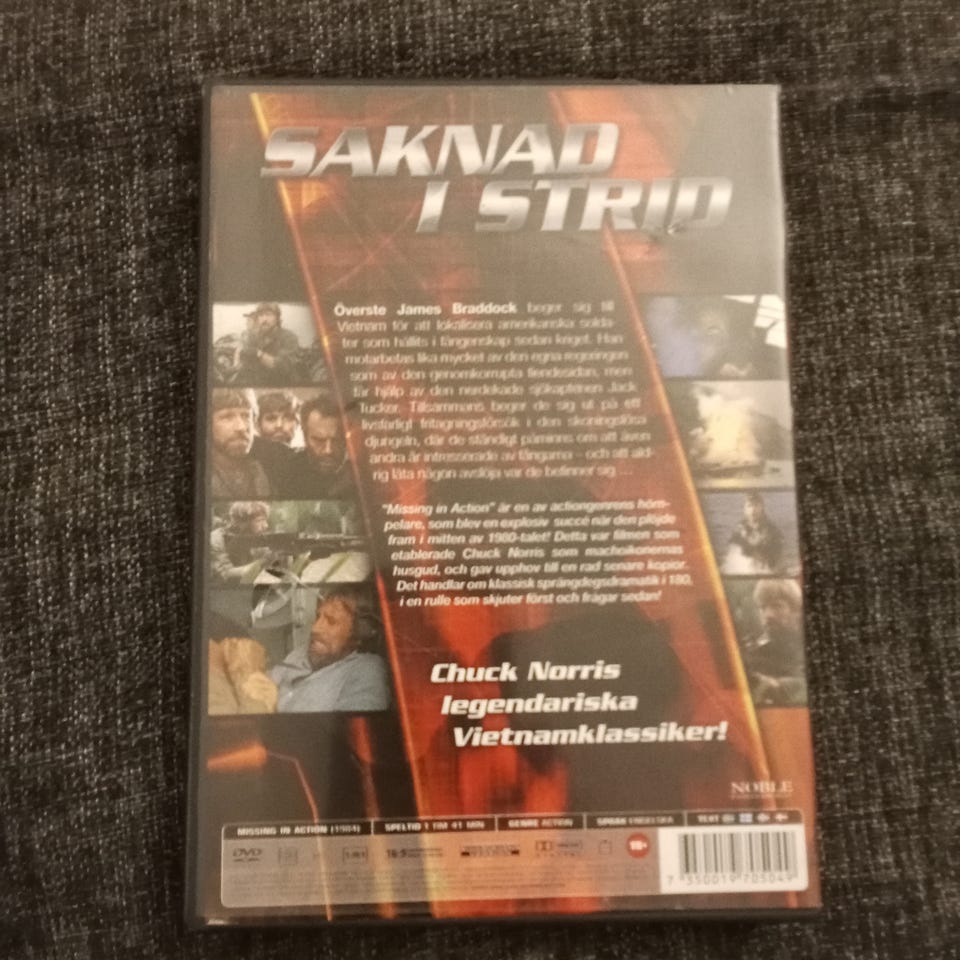 SAKNAD
I STRID
Överste James Braddock beger sig till
Vietnam för att lokalisera amerikanska solda-
ter som hållits i fångenskap sedan kriget. Han
motarbetas lika mycket av den egna regeringen
som av den genomkorrupta fiendesidan, men
får hjälp av den nerdekade sjökaptenen Jack
Tucker. Tillsammans beger de sig ut på ett
livsfarligt fritagningsförsök i den skoningslösa
djungeln, där de ständigt påminns om att även
andra är intresserade av fångarna - och att ald-
rig låta någon avslöja var de befinner sig ...
"Missing in Action" är en av actiongenrens hörn-
pelare, som blev en explosiv succé när den plöjde
fram i mitten av 1980-talet! Detta var filmen som
etablerade Chuck Norris som machoikonernas
husgud, och gav upphov till en rad senare kopior.
Det handlar om klassisk sprängdegsdramatik i 180,
i en rulle som skjuter först och frågar sedan!
Chuck Norris
legendariska
Vietnamklassiker!
NOBLE
MISSING IN ACTION (1984) SPELTID 1 TIM 41 MIN GENRE ACTION SPRÅK ENGELSKA TEXT
DVD 16:9 DIGITAL 15+
7 350019 705049